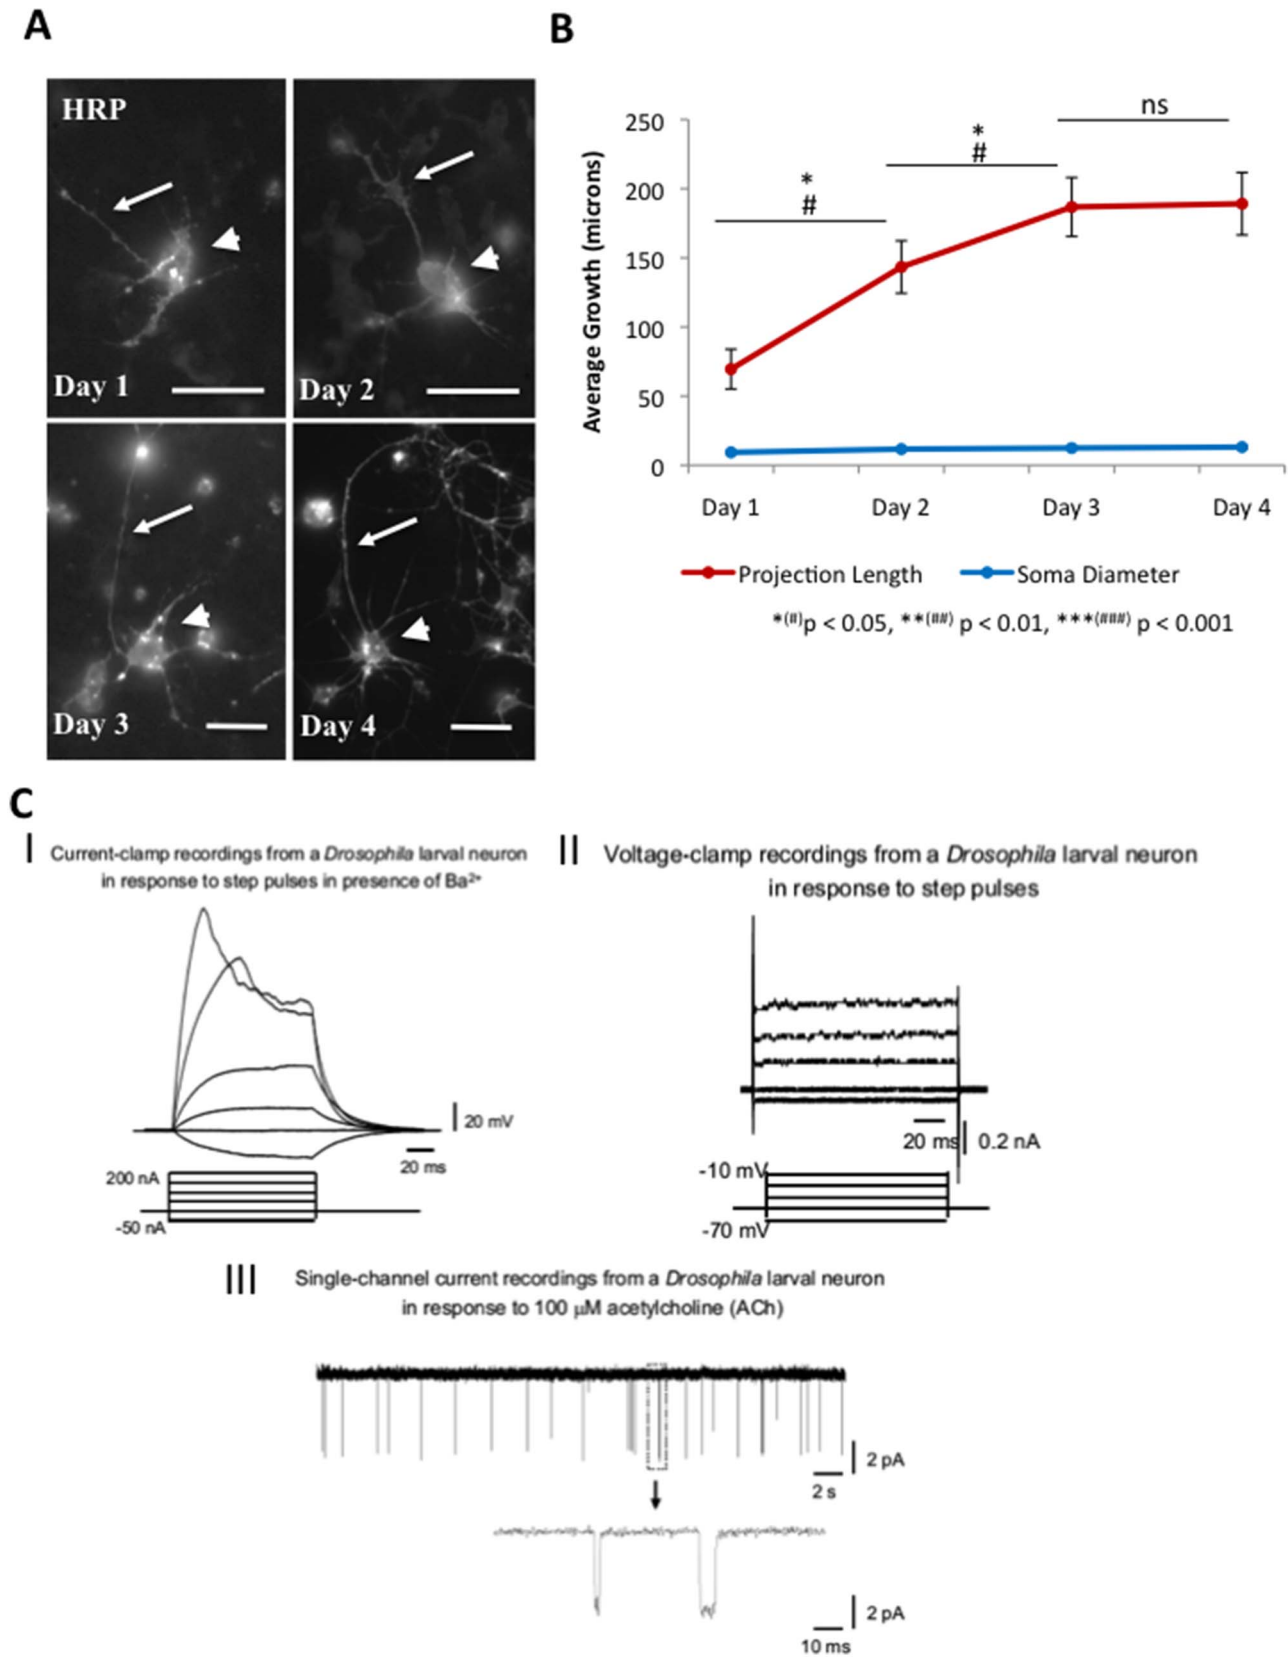 A
HRP
Day 1
Day 2
Day 3
Day 4
B
Average Growth (microns)
250
200
150
100
50
0
*
#
*
#
ns
Day 1
Day 2
Day 3
Day 4
Projection Length
Soma Diameter
*(#)p < 0.05, **(##) p < 0.01, ***(###) p < 0.001
C
I
Current-clamp recordings from a Drosophila larval neuron
in response to step pulses in presence of Ba2+
20 mV
20 ms
200 nA
-50 nA
II
Voltage-clamp recordings from a Drosophila larval neuron
in response to step pulses
20 ms
0.2 nA
-10 mV
-70 mV
III
Single-channel current recordings from a Drosophila larval neuron
in response to 100 μM acetylcholine (ACh)
2 pA
2 s
2 pA
10 ms